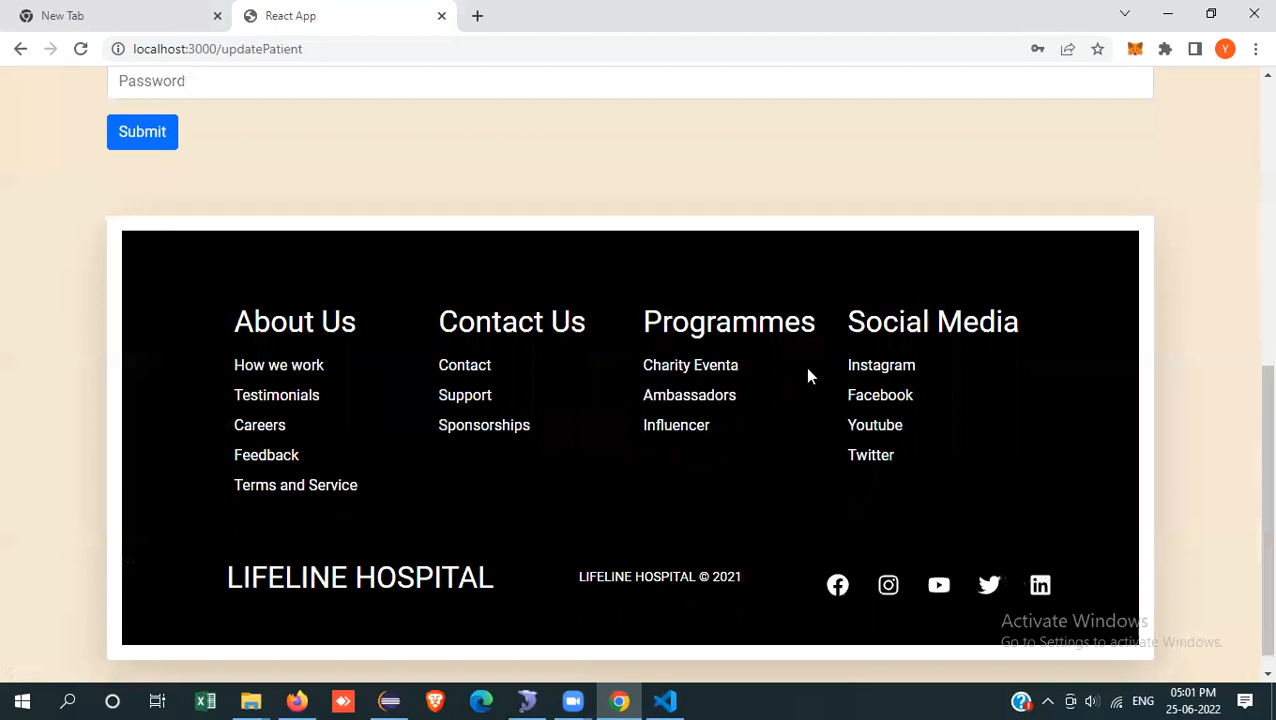 New Tab
React App
localhost:3000/updatePatient
Y
Password
Submit
About Us
How we work
Testimonials
Careers
Feedback
Terms and Service
Contact Us
Contact
Support
Sponsorships
Programmes
Charity Eventa
Ambassadors
Influencer
Social Media
Instagram
Facebook
Youtube
Twitter
LIFELINE HOSPITAL
LIFELINE HOSPITAL © 2021
Activate Windows
Go to Settings to activate Windows.
ENG
05:01 PM
25-06-2022